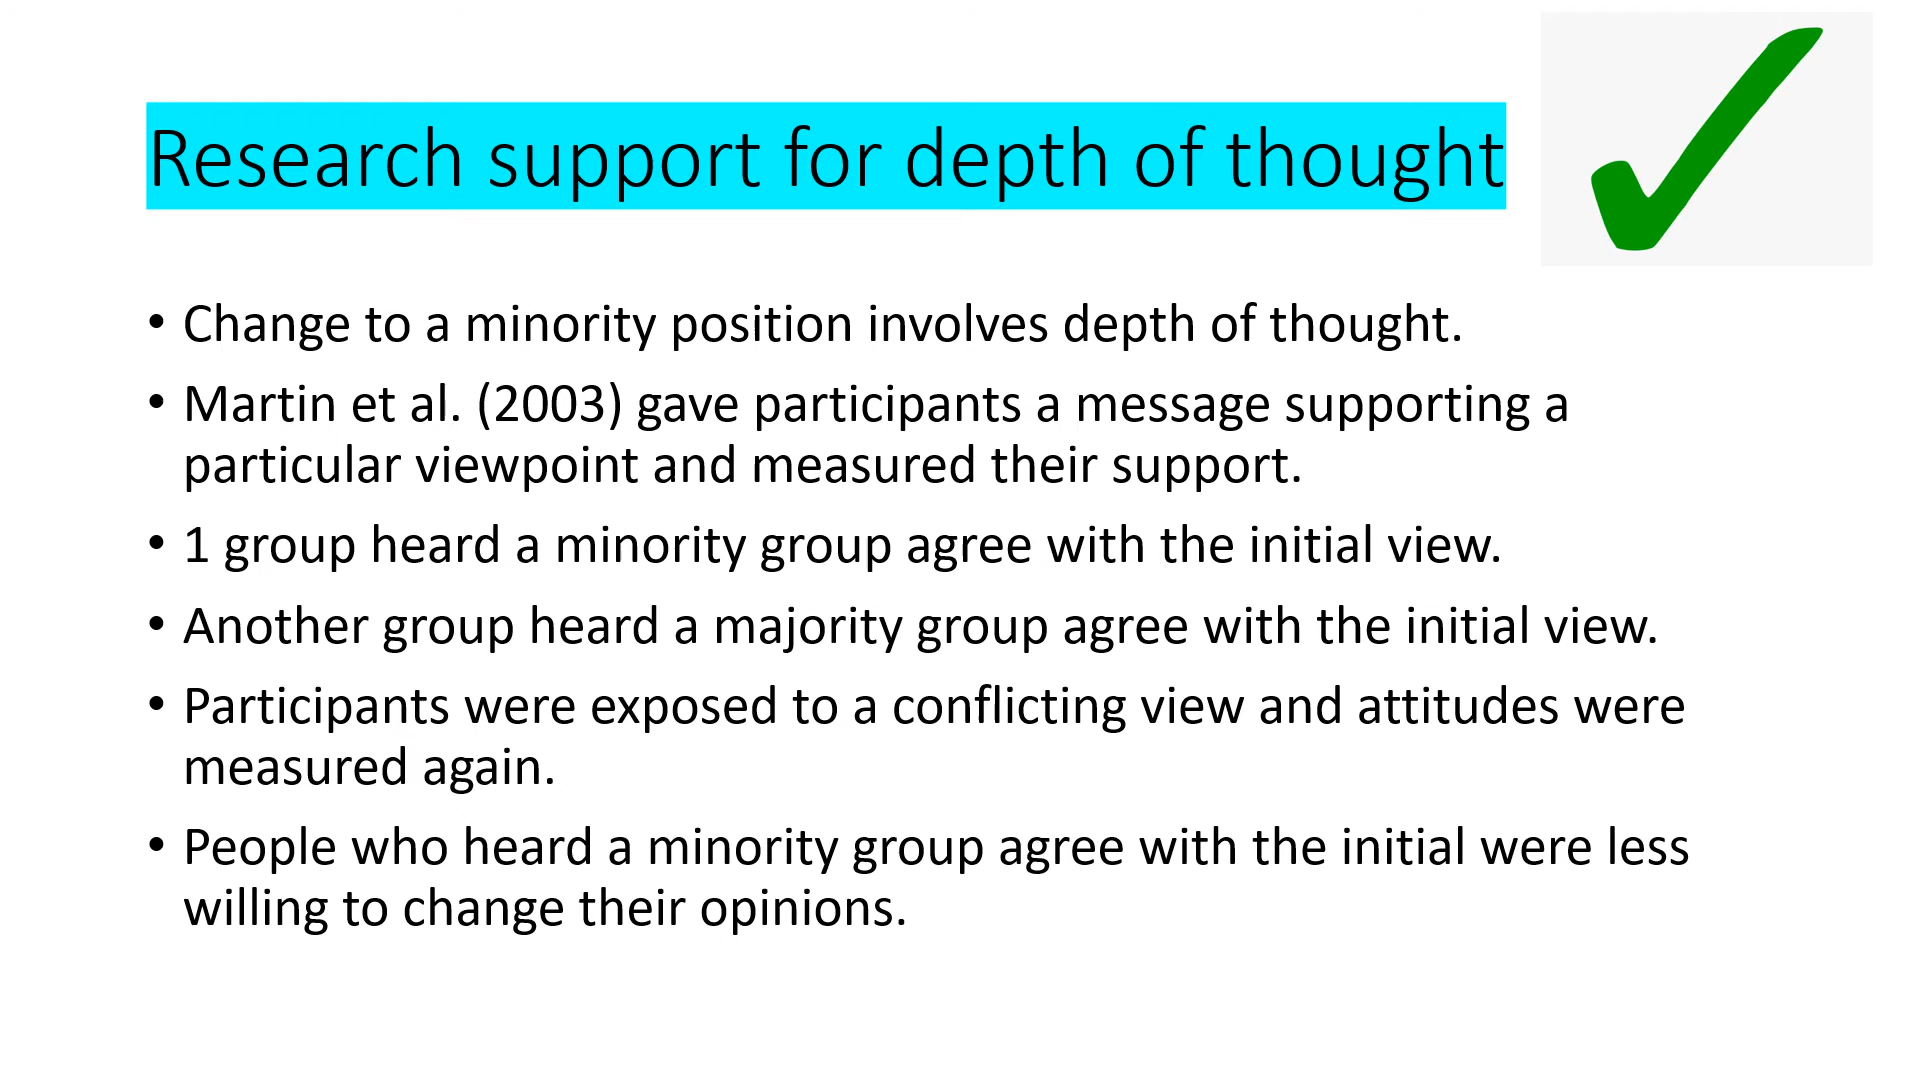 Research support for depth of thought
• Change to a minority position involves depth of thought.
• Martin et al. (2003) gave participants a message supporting a
particular viewpoint and measured their support.
• 1 group heard a minority group agree with the initial view.
• Another group heard a majority group agree with the initial view.
• Participants were exposed to a conflicting view and attitudes were
measured again.
• People who heard a minority group agree with the initial were less
willing to change their opinions.